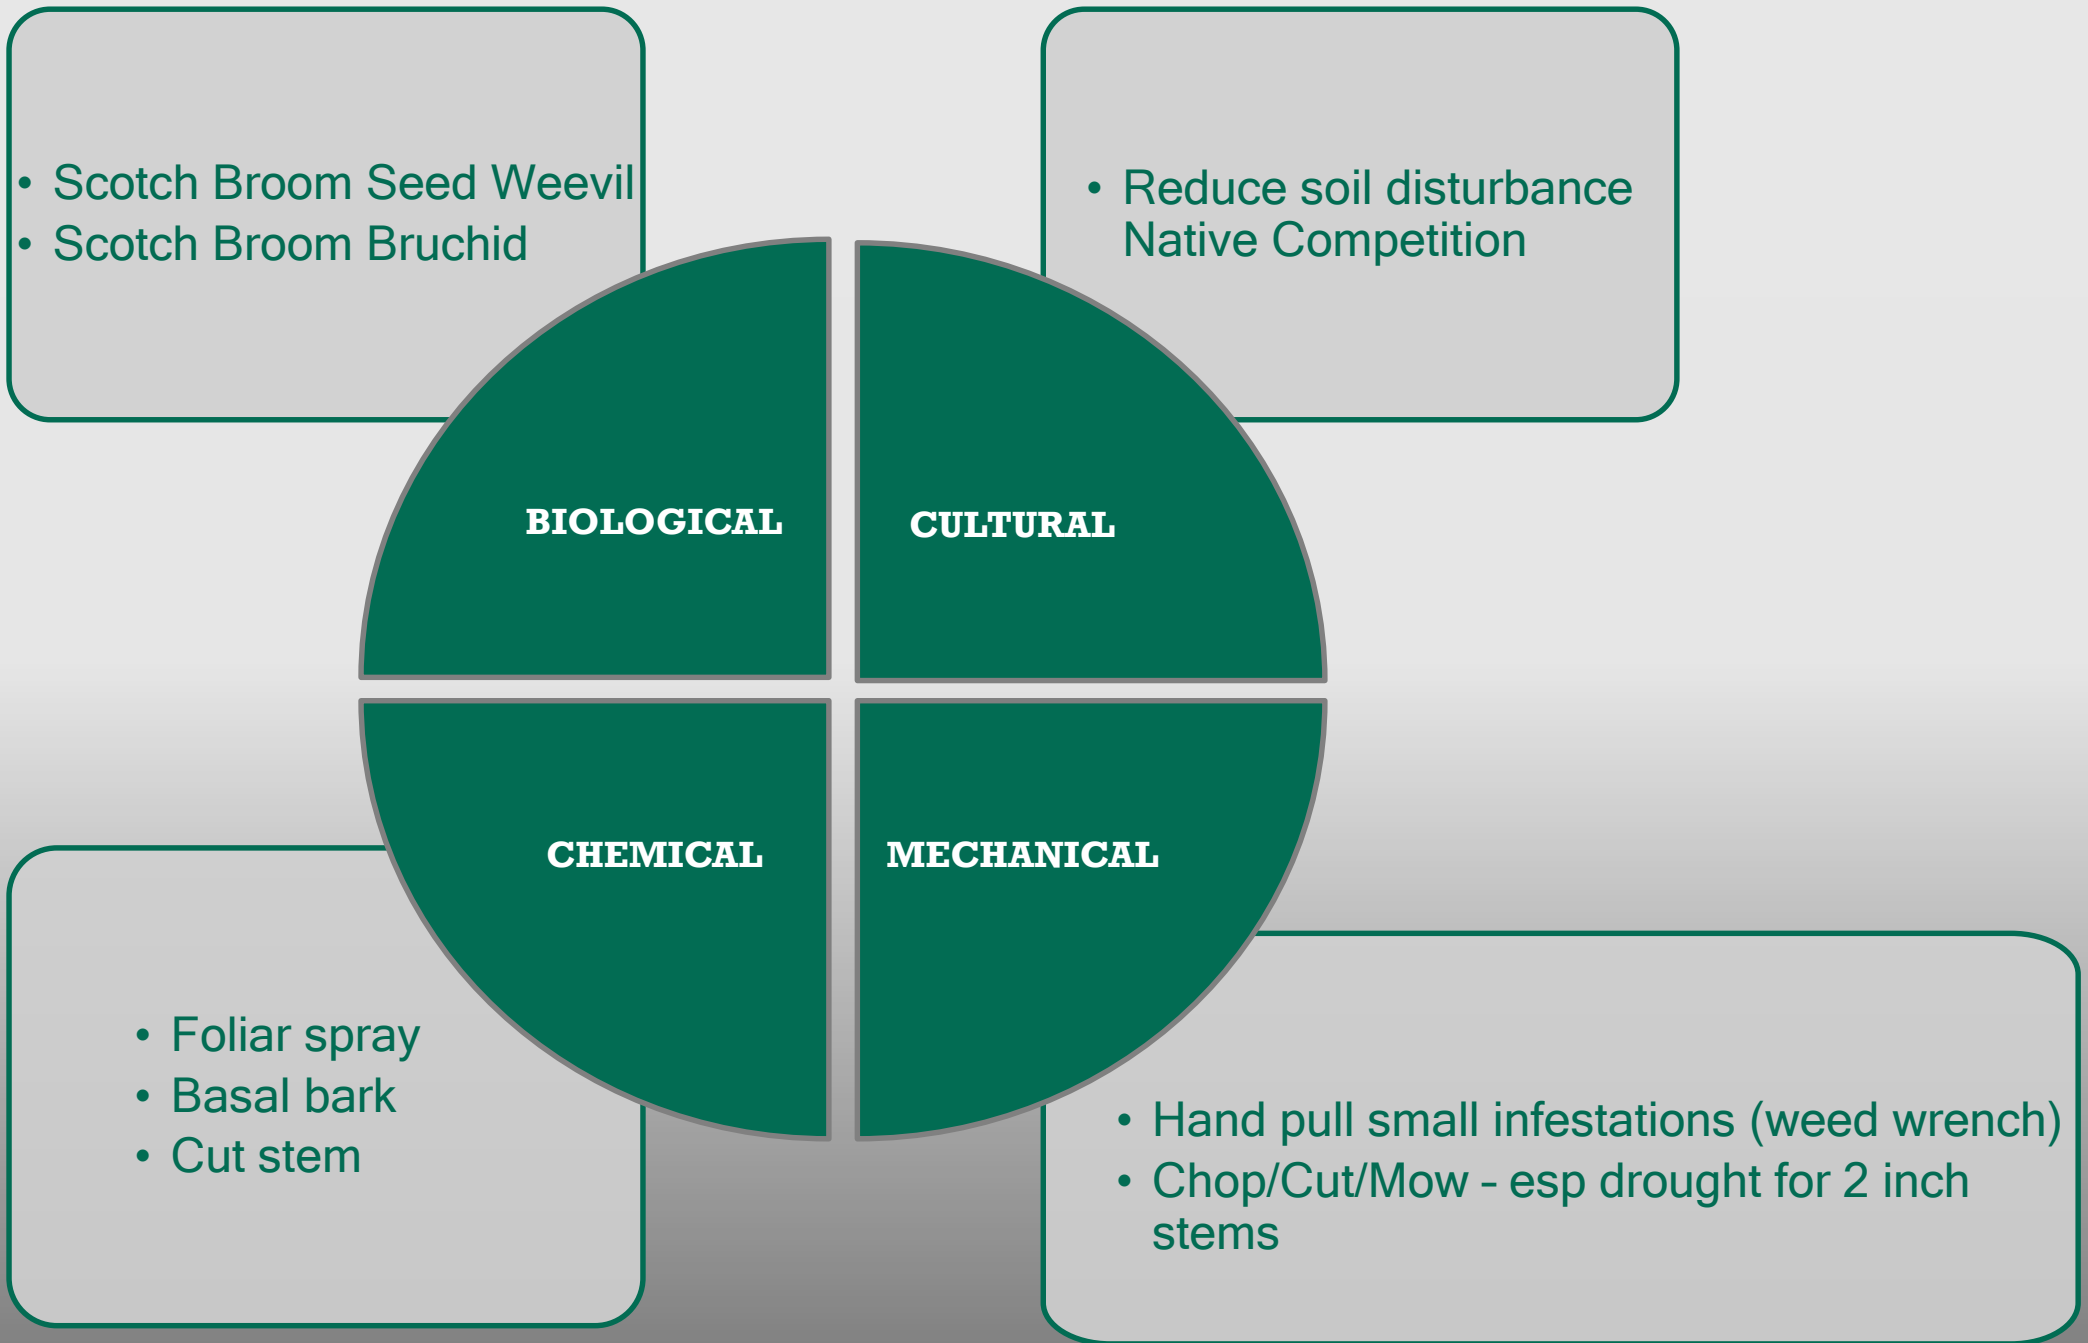 • Scotch Broom Seed Weevil
• Scotch Broom Bruchid
• Reduce soil disturbance
Native Competition
BIOLOGICAL
CULTURAL
CHEMICAL
MECHANICAL
• Foliar spray
• Basal bark
• Cut stem
• Hand pull small infestations (weed wrench)
• Chop/Cut/Mow – esp drought for 2 inch
stems